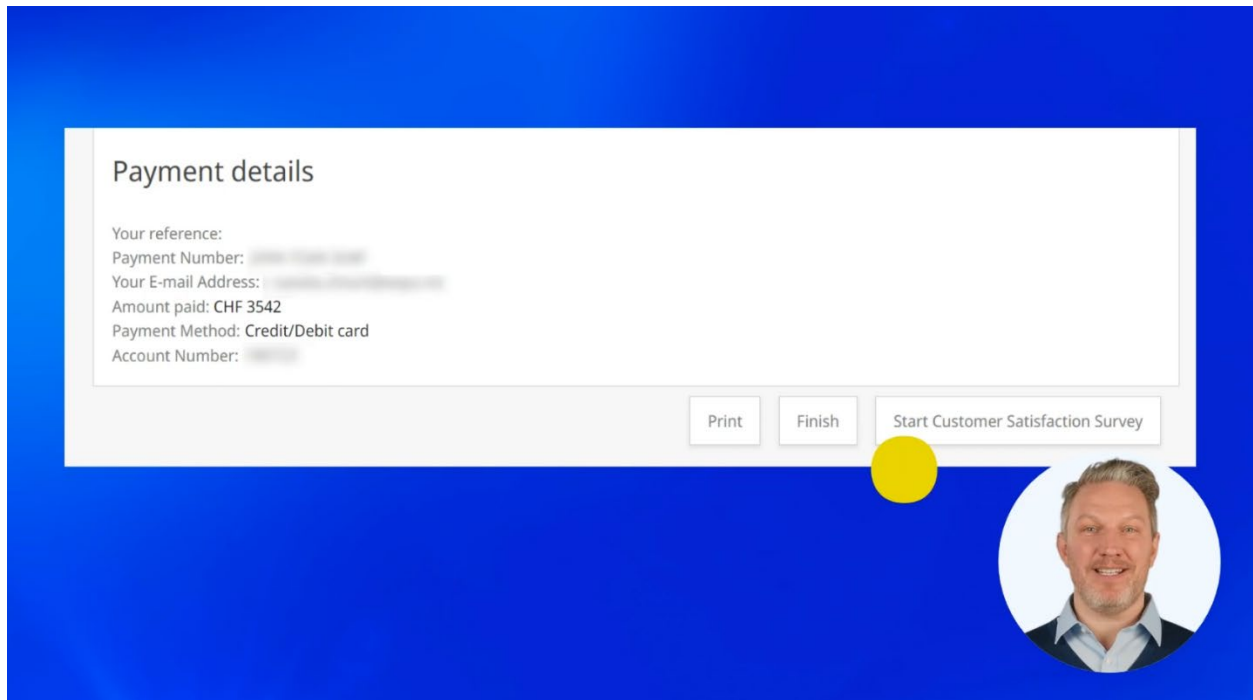 Payment details
Your reference:
Payment Number:
Your E-mail Address:
Amount paid: CHF 3542
Payment Method: Credit/Debit card
Account Number:
Print
Finish
Start Customer Satisfaction Survey